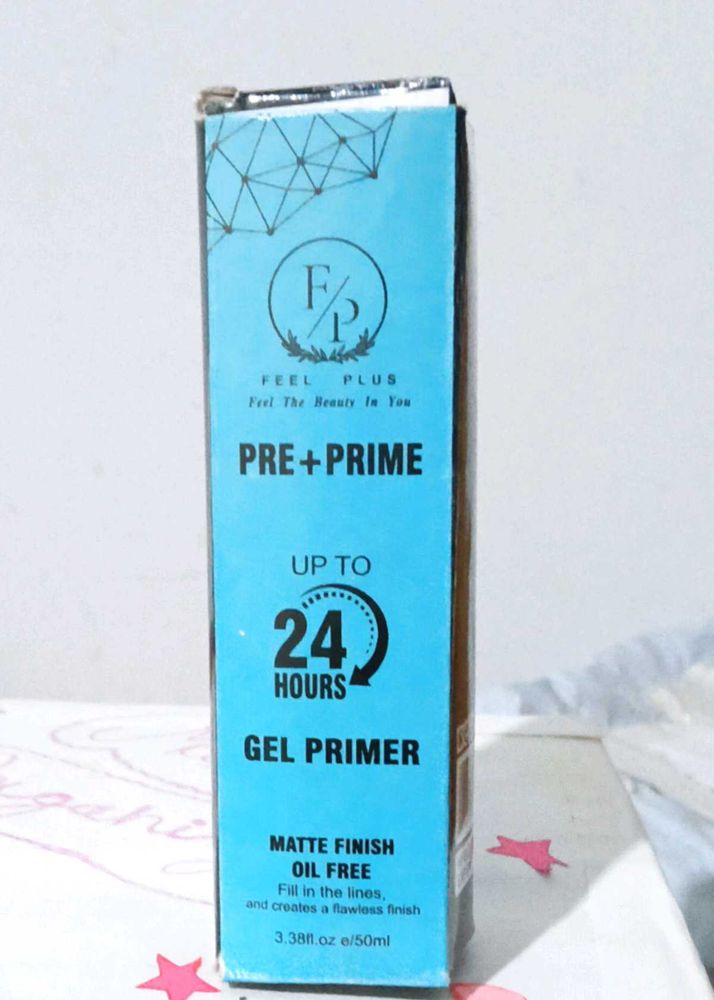 F/P
FEEL PLUS
Feel The Beauty In You
PRE+PRIME
UP TO
24
HOURS
GEL PRIMER
MATTE FINISH
OIL FREE
Fill in the lines,
and creates a flawless finish
3.38fl.oz e/50ml